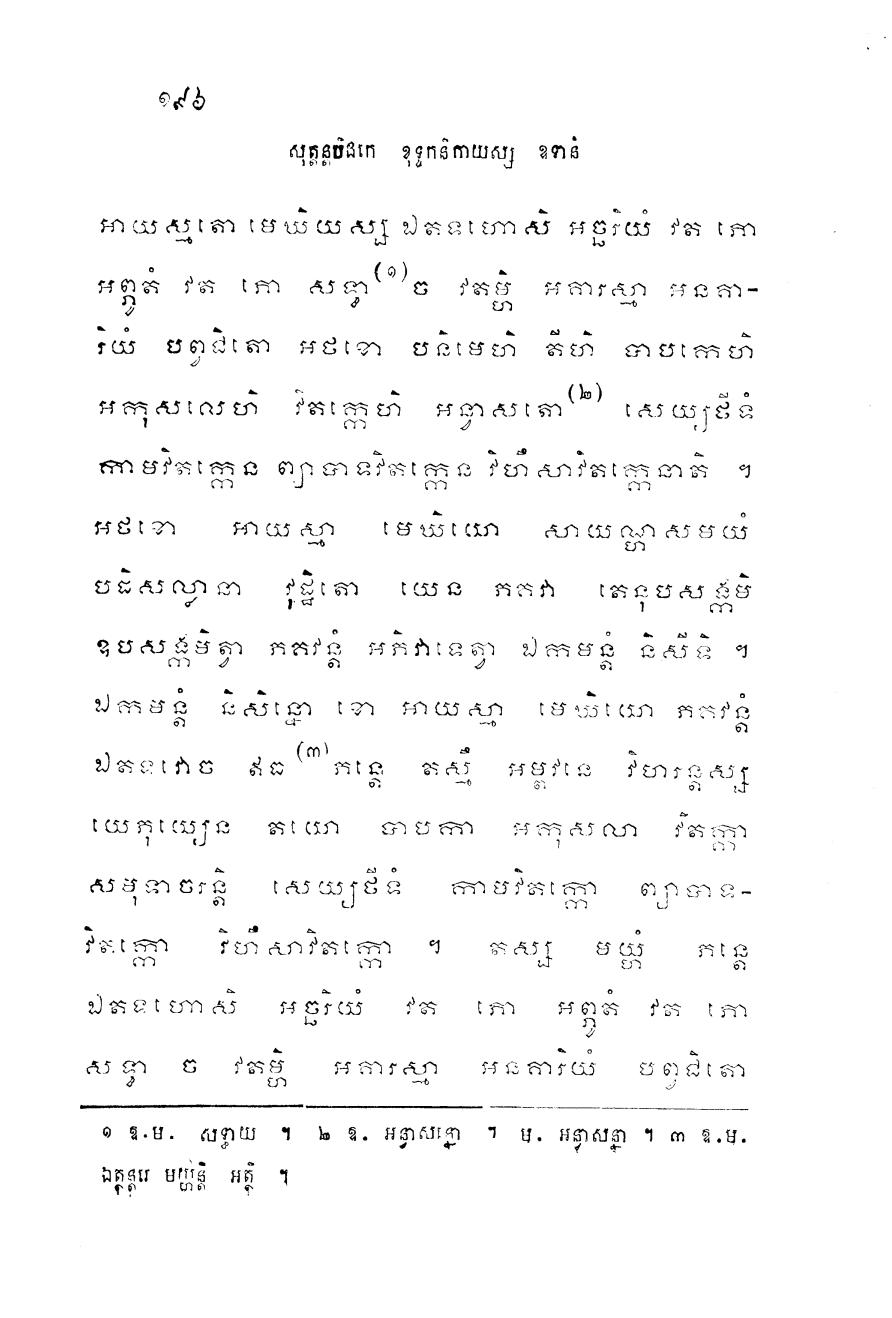 ១៩៦
សុត្តន្តបិដកេ ខុទ្ទកនិកាយស្ស ឧទានំ
អាយស្មតោ មេឃិយស្ស ឯតទហោសិ អច្ឆរិយំ វត ភោ
អព្ភូតំ វត ភោ សទ្ធា(១)ច វតម្ហិ អគារស្មា អនគា-
រិយំ បព្វជិតោ អថខោ បនិមេហិ តីហិ បាបកេហិ
អកុសលេហិ វិតក្កេហិ អន្វាសតោ(២) សេយ្យថីទំ
កាមវិតក្កេន ព្យាបាទវិតក្កេន វិហឹសាវិតក្កេនាតិ ។
អថខោ អាយស្មា មេឃិយោ សាយណ្ហសមយំ
បដិសល្លានា វុដ្ឋិតោ យេន ភគវា តេនុបសង្កមិ
ឧបសង្កមិត្វា ភគវន្តំ អភិវាទេត្វា ឯកមន្តំ និសីទិ ។
ឯកមន្តំ និសិន្នោ ខោ អាយស្មា មេឃិយោ ភគវន្តំ
ឯតទវោច ឥធ(៣)ភន្តេ តស្មឹ អម្ពវនេ វិហរន្តស្ស
យេភុយ្យេន តយោ បាបកា អកុសលា វិតក្កា
សមុទាចរន្តិ សេយ្យថីទំ កាមវិតក្កោ ព្យាបាទ-
វិតក្កោ វិហឹសាវិតក្កោ ។ តស្ស មយ្ហំ ភន្តេ
ឯតទហោសិ អច្ឆរិយំ វត ភោ អព្ភូតំ វត ភោ
សទ្ធា ច វតម្ហិ អគារស្មា អនគារិយំ បព្វជិតោ
១ ឱ.ម. សទ្ធាយ ។ ២ ឱ. អន្វាសន្នោ ។ ម. អន្វាសន្នា ។ ៣ ឱ.ម.
ឯត្ថន្តរេ មយ្ហន្តិ អត្ថិ ។